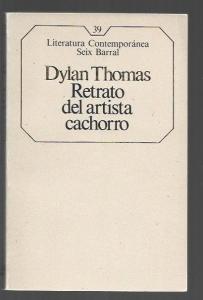 39
Literatura Contemporánea
Seix Barral
Dylan Thomas
Retrato
del artista
cachorro